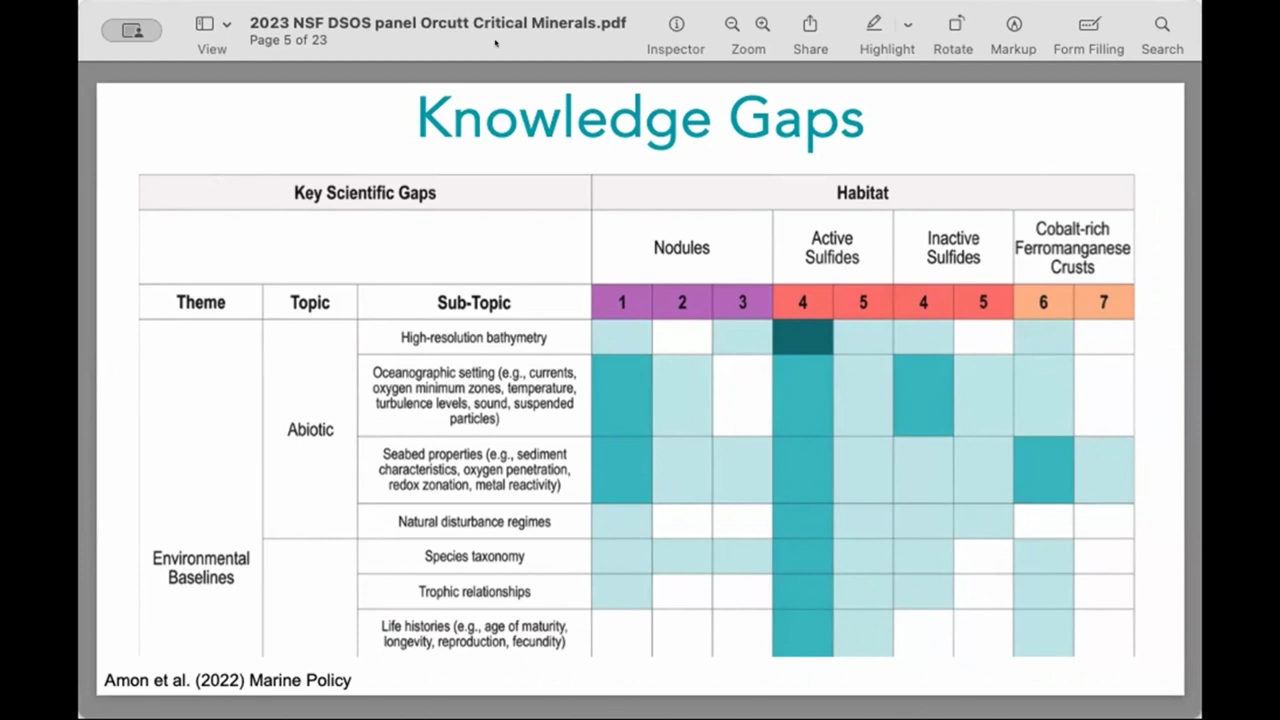 2023 NSF DSOS panel Orcutt Critical Minerals.pdf
Page 5 of 23
View
Inspector
Zoom
Share
Highlight
Rotate
Markup
Form Filling
Search
Knowledge Gaps
Key Scientific Gaps
Habitat
Nodules
Active
Sulfides
Inactive
Sulfides
Cobalt-rich
Ferromanganese
Crusts
Theme
Topic
Sub-Topic
1 2 3 4 5 4 5 6 7
Environmental
Baselines
Abiotic
High-resolution bathymetry
Oceanographic setting (e.g., currents,
oxygen minimum zones, temperature,
turbulence levels, sound, suspended
particles)
Seabed properties (e.g., sediment
characteristics, oxygen penetration,
redox zonation, metal reactivity)
Natural disturbance regimes
Species taxonomy
Trophic relationships
Life histories (e.g., age of maturity,
longevity, reproduction, fecundity)
Amon et al. (2022) Marine Policy